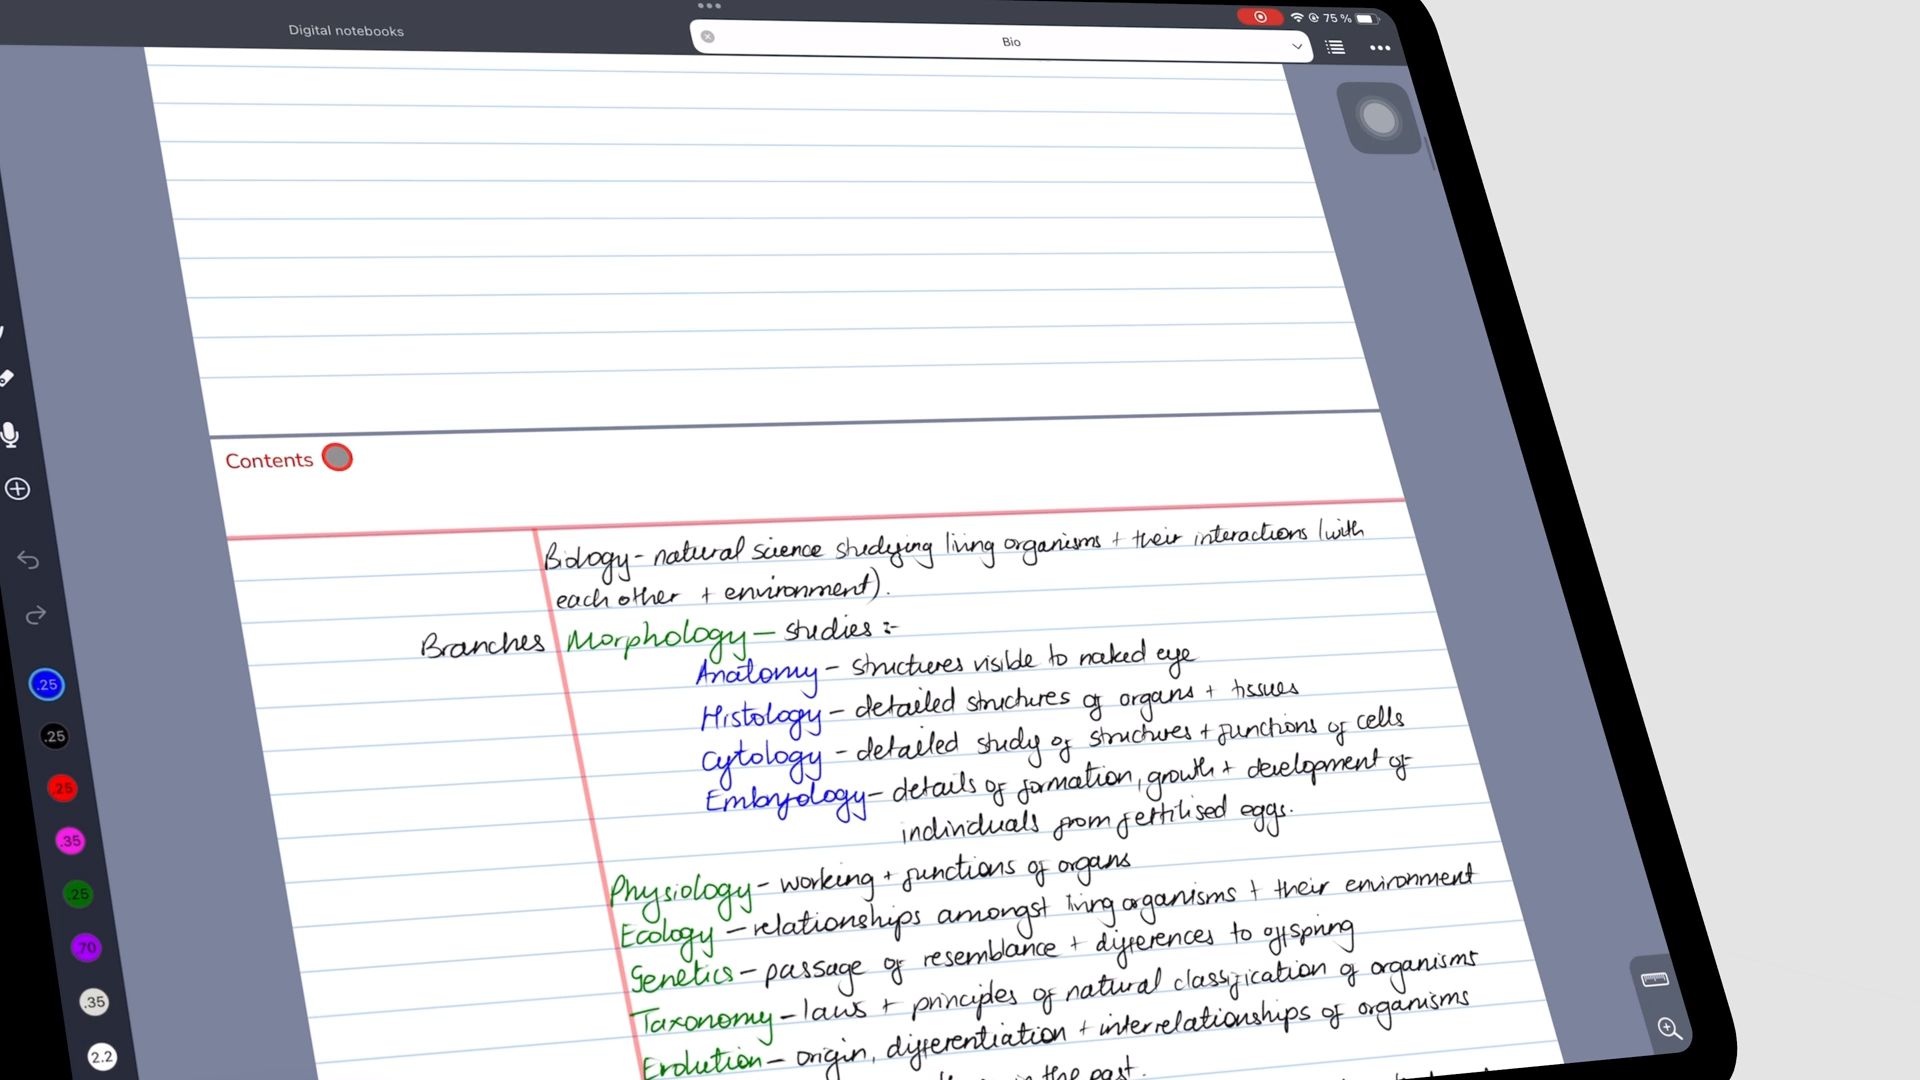 75 %
Digital notebooks
Bio
Contents
Biology - natural science studying living organisms + their interactions (with
each other + environment).
Branches Morphology — studies :-
Anatomy - structures visible to naked eye
Histology - detailed structures of organs + tissues
Cytology - detailed study of structures + functions of cells
Embryology - details of formation, growth + development of
individuals from fertilised eggs.
Physiology - working + functions of organs
Ecology - relationships amongst living organisms + their environment
Genetics - passage of resemblance + differences to offspring
Taxonomy - laws + principles of natural classification of organisms
Evolution - origin, differentiation + interrelationships of organisms
in the past.
.25
.25
.25
.35
.25
.70
.35
2.2